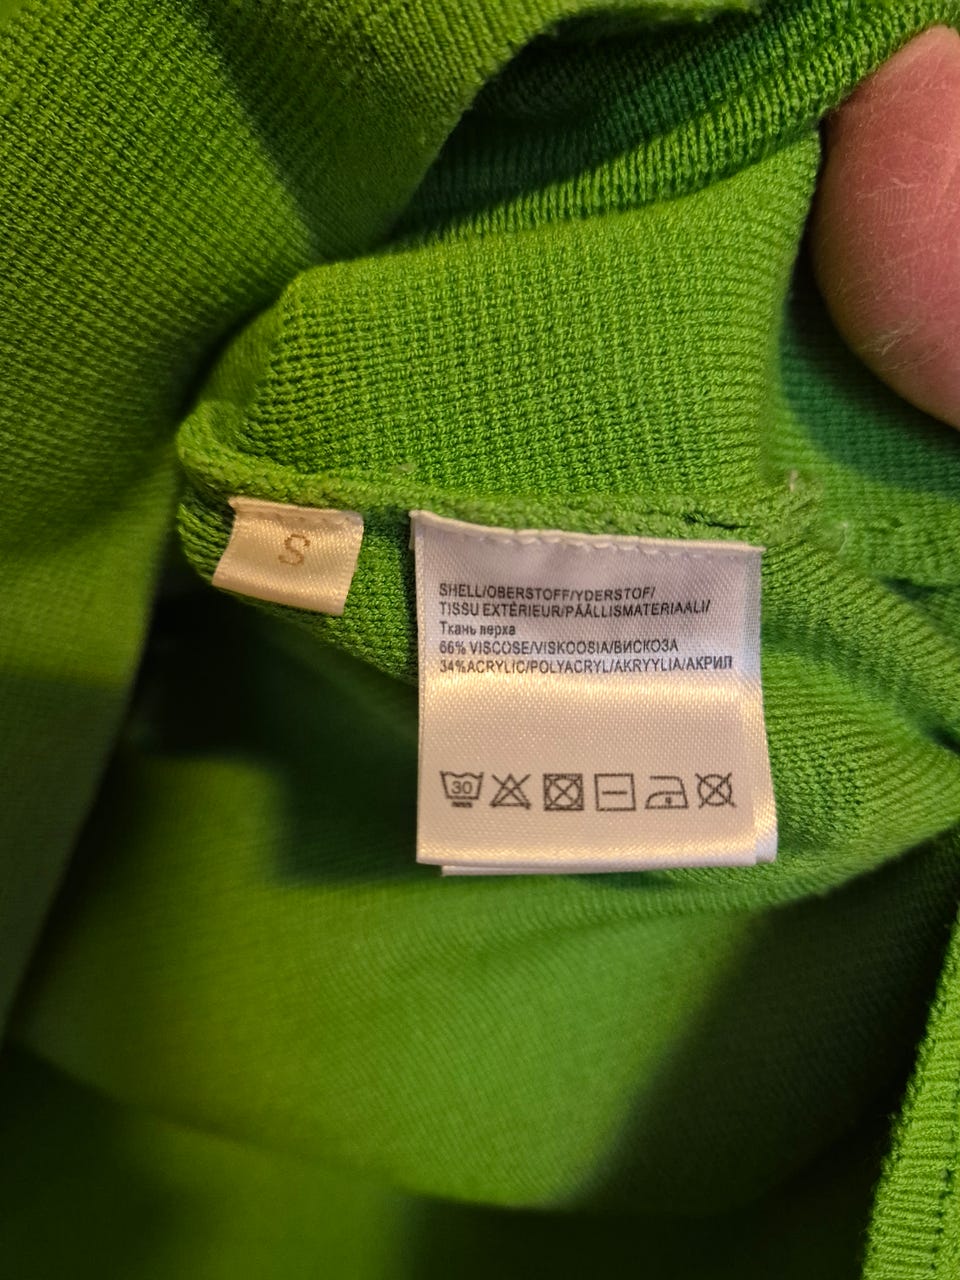 S
SHELL/OBERSTOFF/YDERSTOF/
TISSU EXTÉRIEUR/PÄÄLLISMATERIAALI/
Ткань верха
66% VISCOSE/VISKOOSIA/ВИСКОЗА
34%ACRYLIC/POLYACRYL/AKRYYLIA/АКРИЛ
30